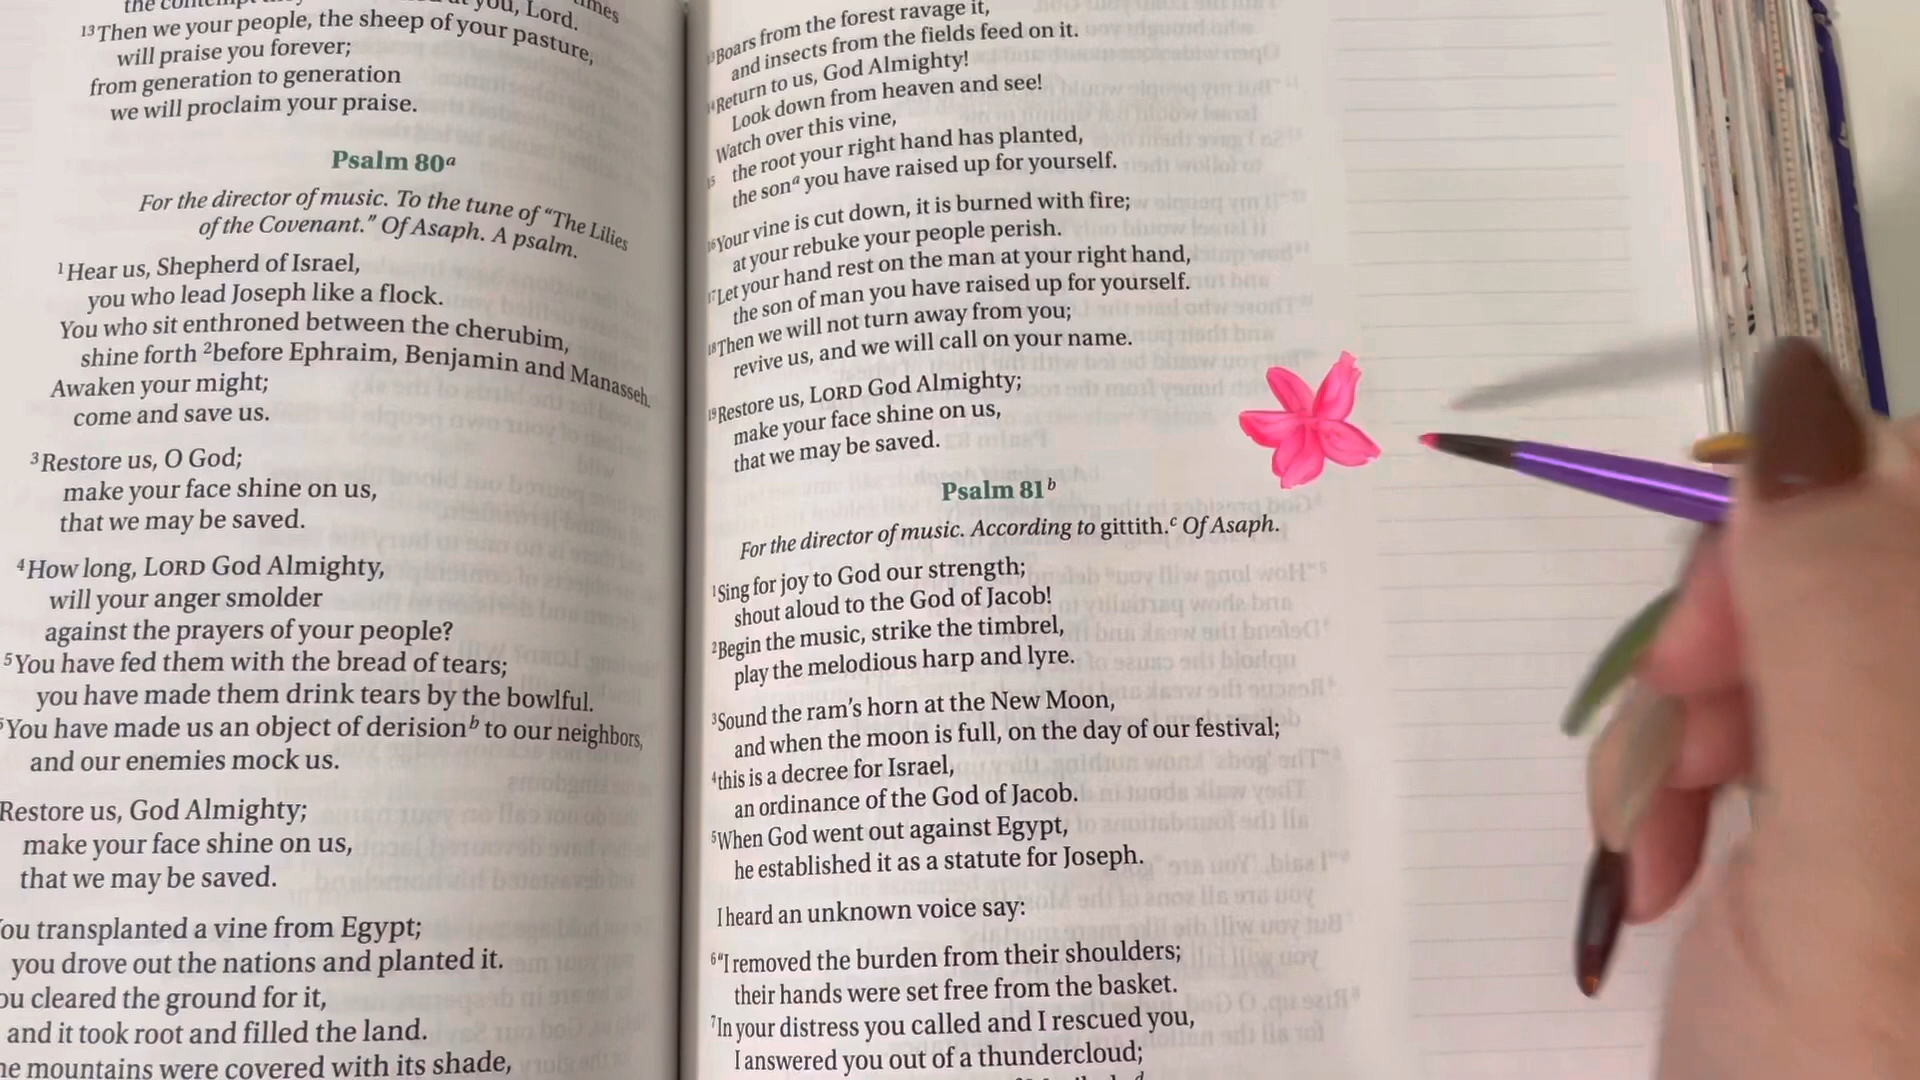 you, Lord.
13Then we your people, the sheep of your pasture,
will praise you forever;
from generation to generation
we will proclaim your praise.
Psalm 80a
For the director of music. To the tune of “The Lilies
of the Covenant.” Of Asaph. A psalm.
1Hear us, Shepherd of Israel,
you who lead Joseph like a flock.
You who sit enthroned between the cherubim,
shine forth 2before Ephraim, Benjamin and Manasseh.
Awaken your might;
come and save us.
3Restore us, O God;
make your face shine on us,
that we may be saved.
4How long, LORD God Almighty,
will your anger smolder
against the prayers of your people?
5You have fed them with the bread of tears;
you have made them drink tears by the bowlful.
You have made us an object of derisionb to our neighbors,
and our enemies mock us.
Restore us, God Almighty;
make your face shine on us,
that we may be saved.
transplanted a vine from Egypt;
you drove out the nations and planted it.
cleared the ground for it,
and it took root and filled the land.
mountains were covered with its shade,
13Boars from the forest ravage it,
and insects from the fields feed on it.
14Return to us, God Almighty!
Look down from heaven and see!
Watch over this vine,
15 the root your right hand has planted,
the sona you have raised up for yourself.
16Your vine is cut down, it is burned with fire;
at your rebuke your people perish.
17Let your hand rest on the man at your right hand,
the son of man you have raised up for yourself.
18Then we will not turn away from you;
revive us, and we will call on your name.
19Restore us, LORD God Almighty;
make your face shine on us,
that we may be saved.
Psalm 81b
For the director of music. According to gittith.c Of Asaph.
1Sing for joy to God our strength;
shout aloud to the God of Jacob!
2Begin the music, strike the timbrel,
play the melodious harp and lyre.
3Sound the ram’s horn at the New Moon,
and when the moon is full, on the day of our festival;
4this is a decree for Israel,
an ordinance of the God of Jacob.
5When God went out against Egypt,
he established it as a statute for Joseph.
I heard an unknown voice say:
6“I removed the burden from their shoulders;
their hands were set free from the basket.
7In your distress you called and I rescued you,
I answered you out of a thundercloud;